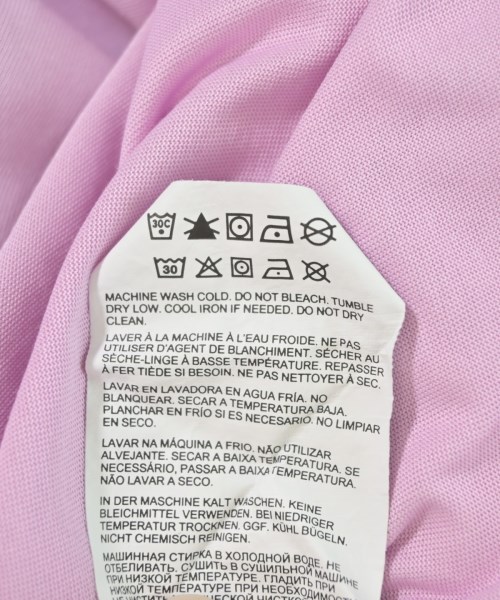 30C
30
MACHINE WASH COLD. DO NOT BLEACH. TUMBLE
DRY LOW. COOL IRON IF NEEDED. DO NOT DRY
CLEAN.
LAVER À LA MACHINE À L'EAU FROIDE. NE PAS
UTILISER D'AGENT DE BLANCHIMENT. SÉCHER AU
SÈCHE-LINGE À BASSE TEMPÉRATURE. REPASSER
À FER TIÈDE SI BESOIN. NE PAS NETTOYER À SEC.
LAVAR EN LAVADORA EN AGUA FRÍA. NO
BLANQUEAR. SECAR A TEMPERATURA BAJA.
PLANCHAR EN FRÍO SI ES NECESARIO. NO LIMPIAR
EN SECO.
LAVAR NA MÁQUINA A FRIO. NÃO UTILIZAR
ALVEJANTE. SECAR A BAIXA TEMPERATURA. SE
NECESSÁRIO, PASSAR A BAIXA TEMPERATURA.
NÃO LAVAR A SECO.
IN DER MASCHINE KALT WASCHEN. KEINE
BLEICHMITTEL VERWENDEN. BEI NIEDRIGER
TEMPERATUR TROCKNEN. GGF. KÜHL BÜGELN.
NICHT CHEMISCH REINIGEN.
МАШИННАЯ СТИРКА В ХОЛОДНОЙ ВОДЕ. НЕ
ОТБЕЛИВАТЬ. СУШИТЬ В СУШИЛЬНОЙ МАШИНЕ
ПРИ НИЗКОЙ ТЕМПЕРАТУРЕ. ГЛАДИТЬ ПРИ
НИЗКОЙ ТЕМПЕРАТУРЕ ПРИ НЕОБХОДИМОСТИ.